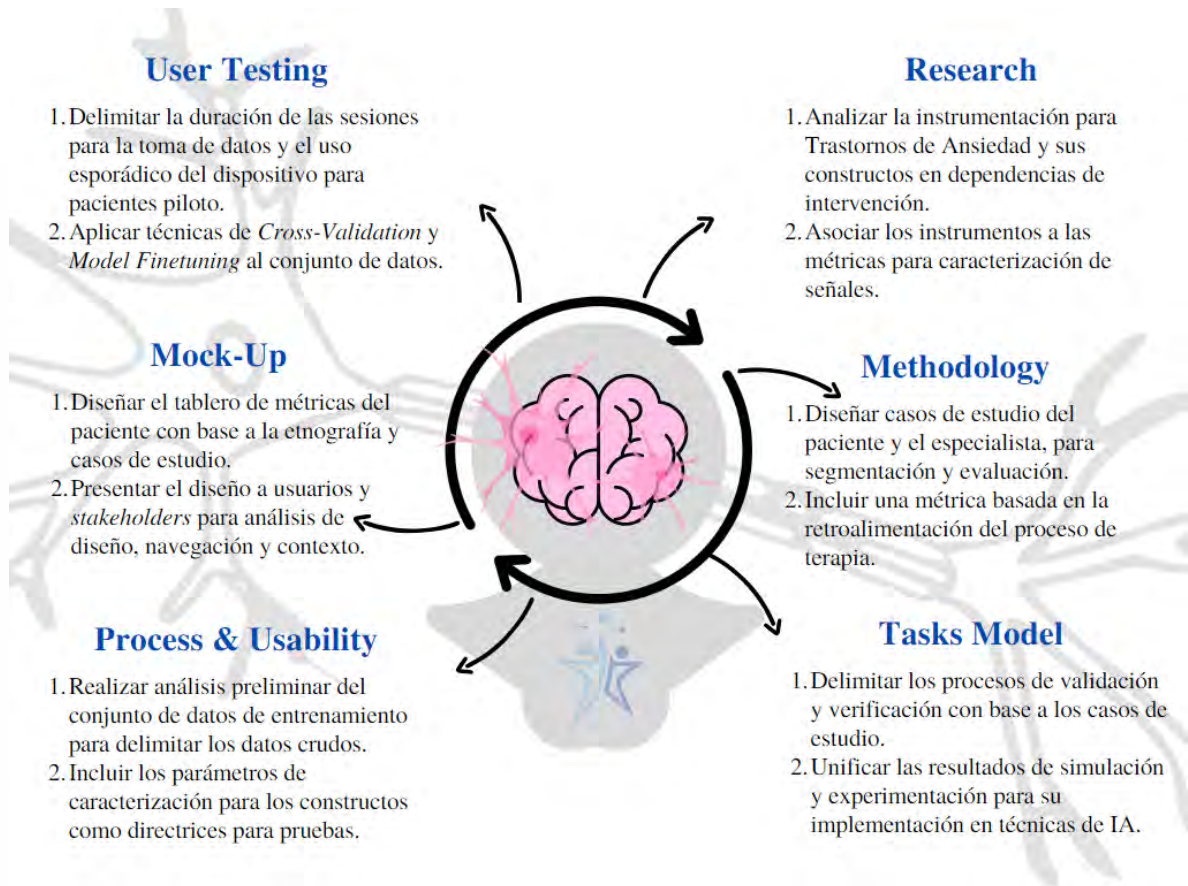 User Testing
1. Delimitar la duración de las sesiones
para la toma de datos y el uso
esporádico del dispositivo para
pacientes piloto.
2. Aplicar técnicas de Cross-Validation y
Model Finetuning al conjunto de datos.
Mock-Up
1. Diseñar el tablero de métricas del
paciente con base a la etnografía y
casos de estudio.
2. Presentar el diseño a usuarios y
stakeholders para análisis de
diseño, navegación y contexto.
Process & Usability
1. Realizar análisis preliminar del
conjunto de datos de entrenamiento
para delimitar los datos crudos.
2. Incluir los parámetros de
caracterización para los constructos
como directrices para pruebas.
Research
1. Analizar la instrumentación para
Trastornos de Ansiedad y sus
constructos en dependencias de
intervención.
2. Asociar los instrumentos a las
métricas para caracterización de
señales.
Methodology
1. Diseñar casos de estudio del
paciente y el especialista, para
segmentación y evaluación.
2. Incluir una métrica basada en la
retroalimentación del proceso de
terapia.
Tasks Model
1. Delimitar los procesos de validación
y verificación con base a los casos de
estudio.
2. Unificar las resultados de simulación
y experimentación para su
implementación en técnicas de IA.